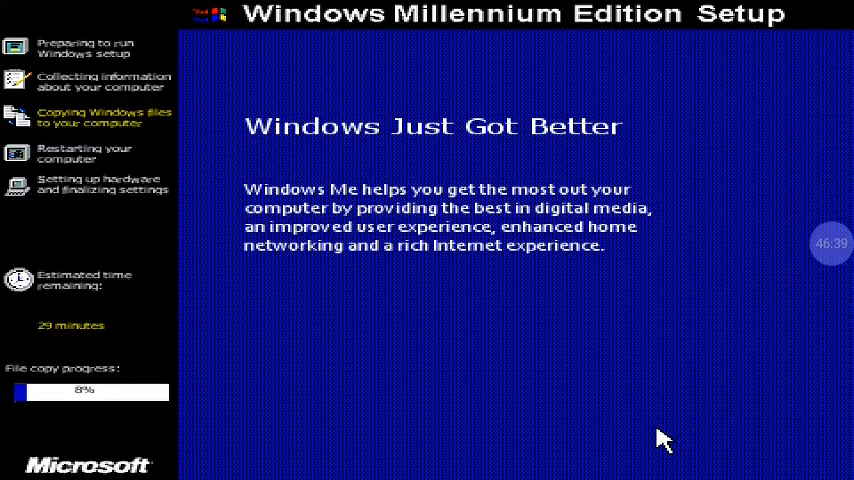 Windows Millennium Edition Setup
Preparing to run
Windows setup
Collecting information
about your computer
Copying Windows files
to your computer
Restarting your
computer
Setting up hardware
and finalizing settings
Estimated time
remaining:
29 minutes
File copy progress:
8%
Microsoft
Windows Just Got Better
Windows Me helps you get the most out your
computer by providing the best in digital media,
an improved user experience, enhanced home
networking and a rich Internet experience.
46:39